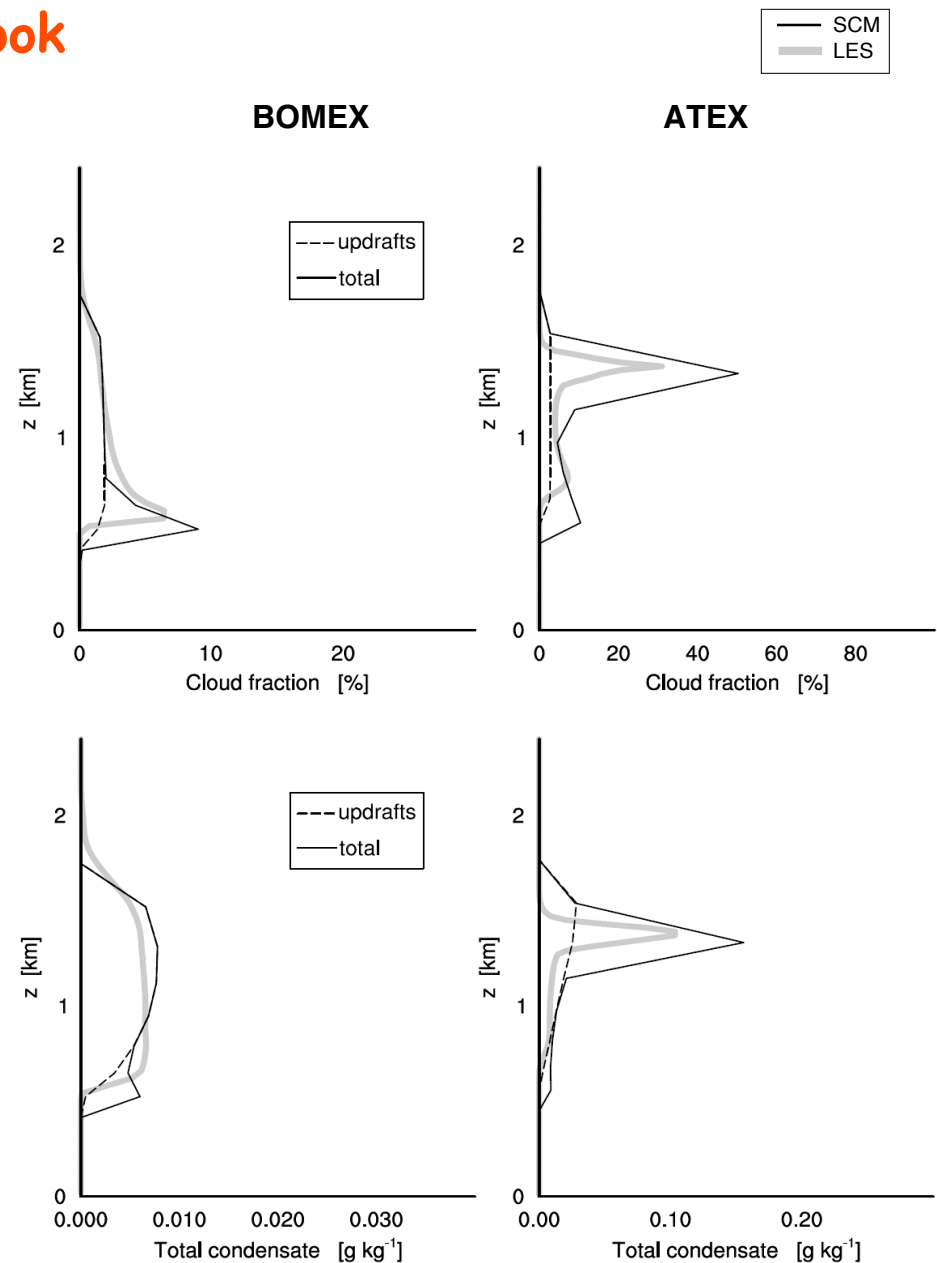 ook
SCM
LES
BOMEX
ATEX
2
1
0
z [km]
updrafts
total
0 10 20
Cloud fraction [%]
2
1
0
z [km]
0 20 40 60 80
Cloud fraction [%]
2
1
0
z [km]
updrafts
total
0.000 0.010 0.020 0.030
Total condensate [g kg⁻¹]
2
1
0
z [km]
0.00 0.10 0.20
Total condensate [g kg⁻¹]